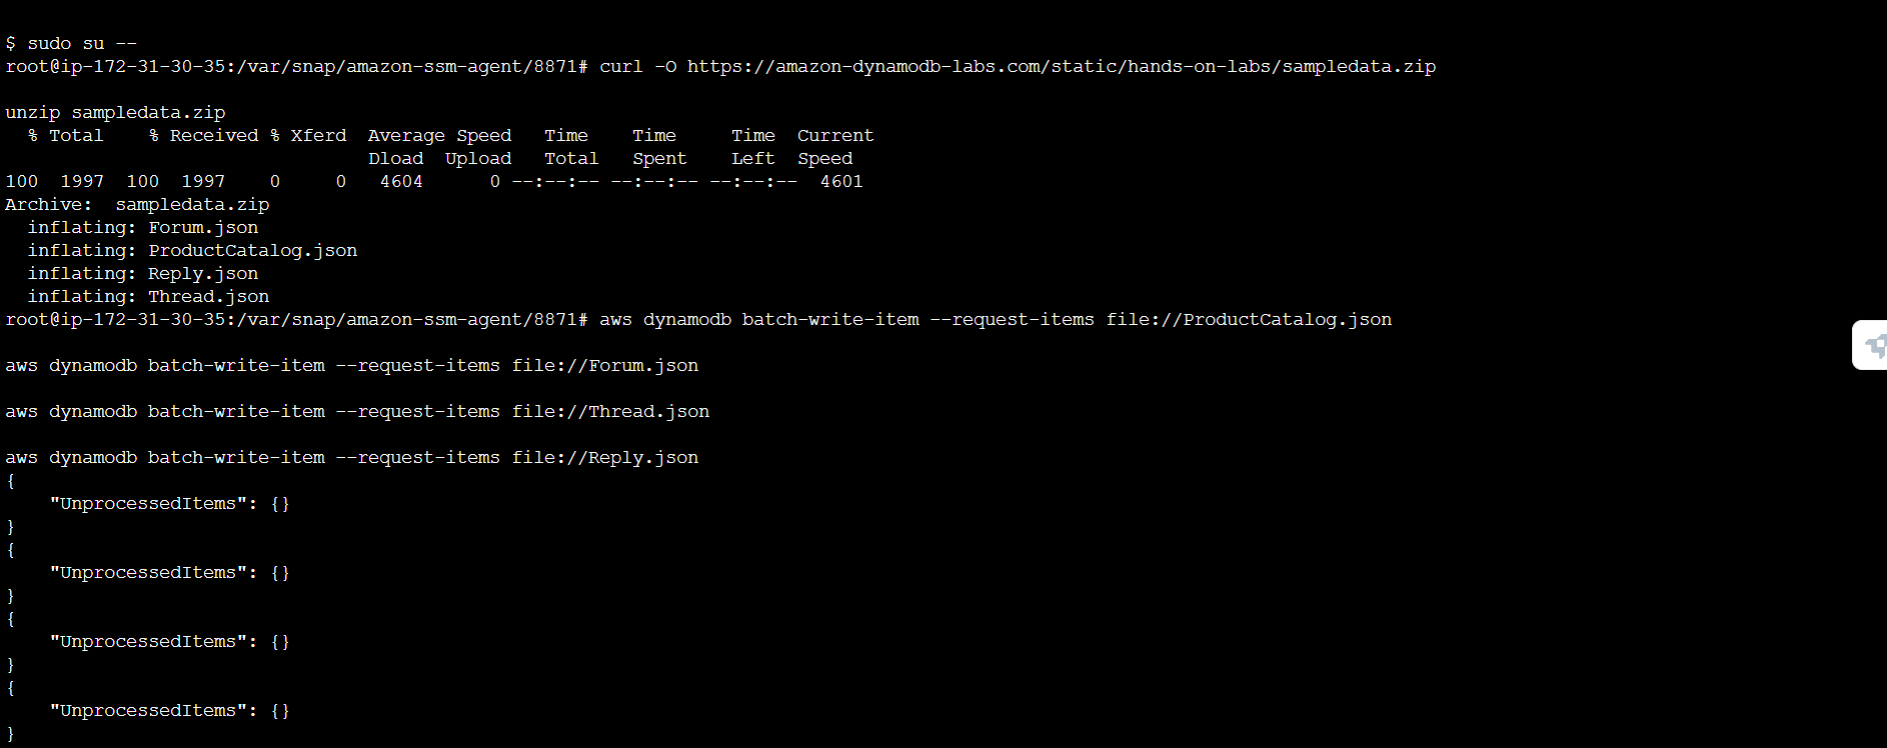 $ sudo su --
root@ip-172-31-30-35:/var/snap/amazon-ssm-agent/8871# curl -O https://amazon-dynamodb-labs.com/static/hands-on-labs/sampledata.zip
unzip sampledata.zip
  % Total    % Received % Xferd  Average Speed   Time    Time     Time  Current
                                 Dload  Upload   Total   Spent    Left  Speed
100  1997  100  1997    0     0   4604      0 --:--:-- --:--:-- --:--:--  4601
Archive:  sampledata.zip
  inflating: Forum.json
  inflating: ProductCatalog.json
  inflating: Reply.json
  inflating: Thread.json
root@ip-172-31-30-35:/var/snap/amazon-ssm-agent/8871# aws dynamodb batch-write-item --request-items file://ProductCatalog.json
aws dynamodb batch-write-item --request-items file://Forum.json
aws dynamodb batch-write-item --request-items file://Thread.json
aws dynamodb batch-write-item --request-items file://Reply.json
{
    "UnprocessedItems": {}
}
{
    "UnprocessedItems": {}
}
{
    "UnprocessedItems": {}
}
{
    "UnprocessedItems": {}
}